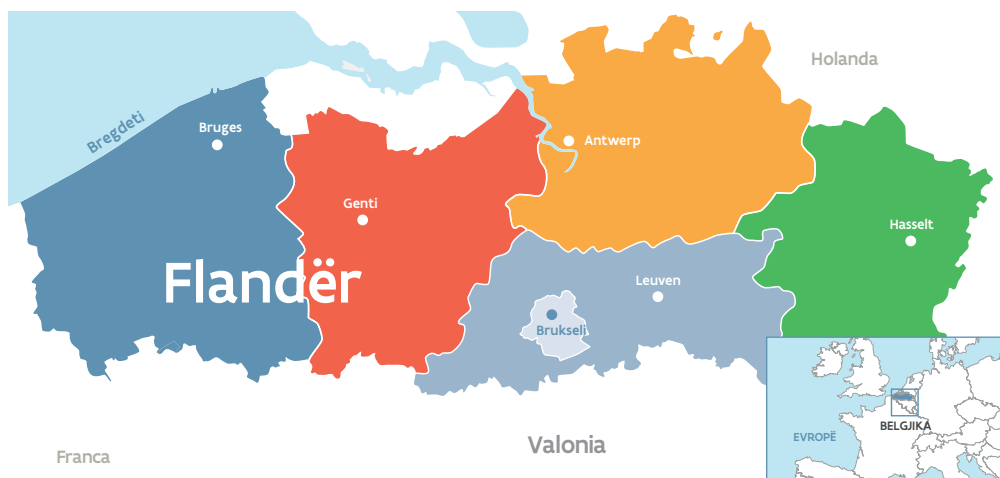 Holanda
Bregdeti
Bruges
Antwerp
Genti
Hasselt
Flandër
Leuven
Brukseli
BELGJIKA
EVROPË
Valonia
Franca